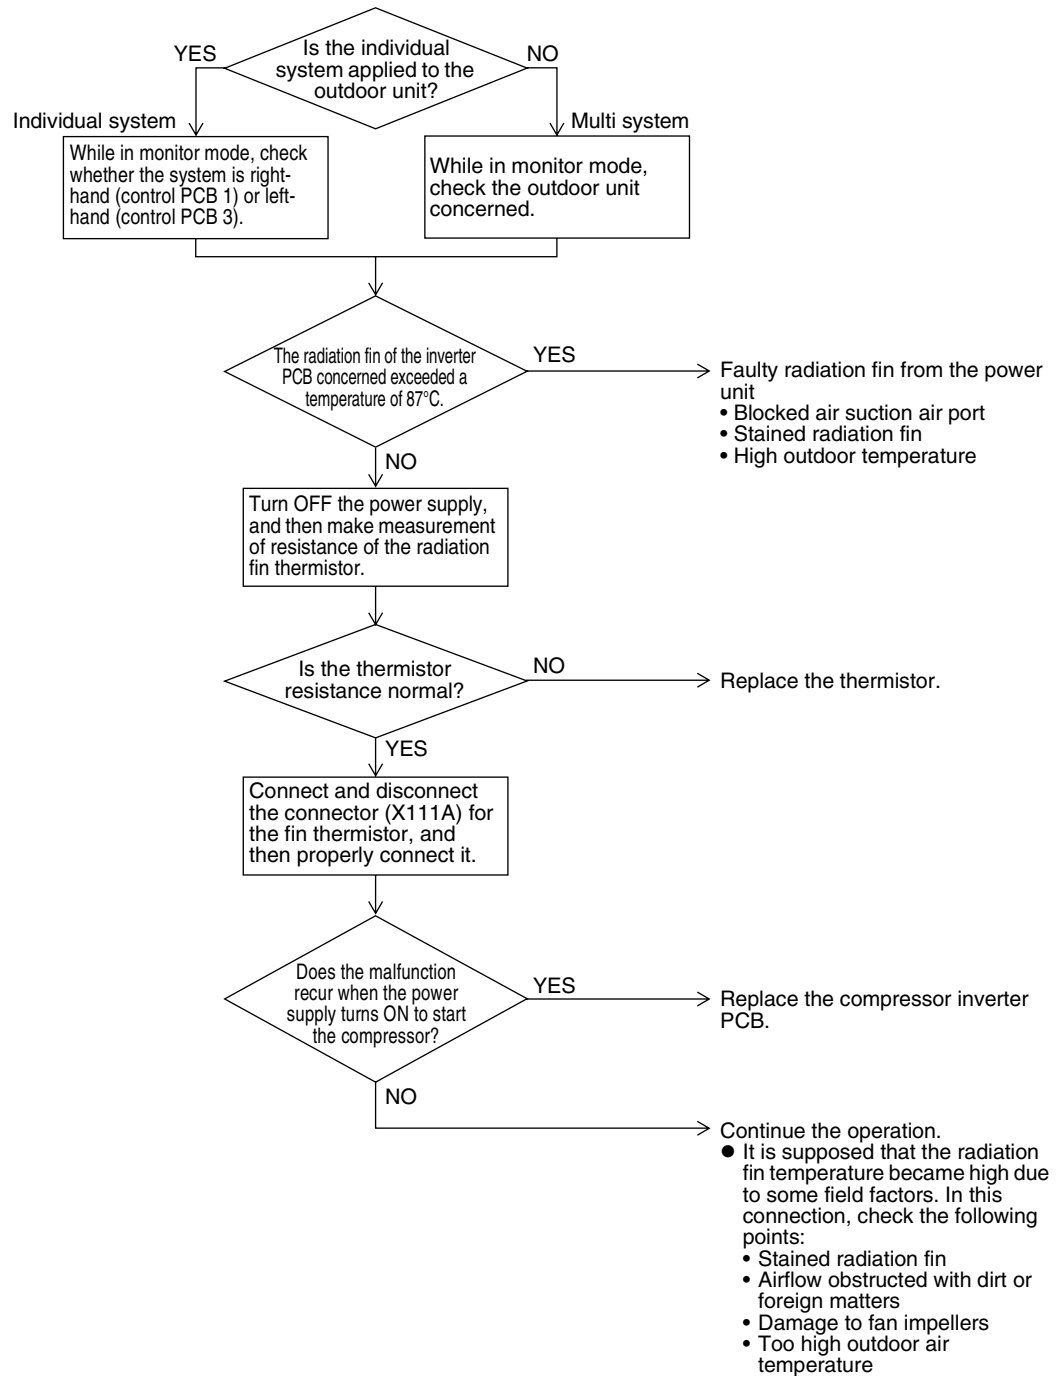 Is the individual
system applied to the
outdoor unit?
YES
NO
Individual system
Multi system
While in monitor mode, check
whether the system is right-
hand (control PCB 1) or left-
hand (control PCB 3).
While in monitor mode,
check the outdoor unit
concerned.
The radiation fin of the inverter
PCB concerned exceeded a
temperature of 87°C.
YES
Faulty radiation fin from the power
unit
• Blocked air suction air port
• Stained radiation fin
• High outdoor temperature
NO
Turn OFF the power supply,
and then make measurement
of resistance of the radiation
fin thermistor.
Is the thermistor
resistance normal?
NO
Replace the thermistor.
YES
Connect and disconnect
the connector (X111A) for
the fin thermistor, and
then properly connect it.
Does the malfunction
recur when the power
supply turns ON to start
the compressor?
YES
Replace the compressor inverter
PCB.
NO
Continue the operation.
● It is supposed that the radiation
fin temperature became high due
to some field factors. In this
connection, check the following
points:
• Stained radiation fin
• Airflow obstructed with dirt or
foreign matters
• Damage to fan impellers
• Too high outdoor air
temperature